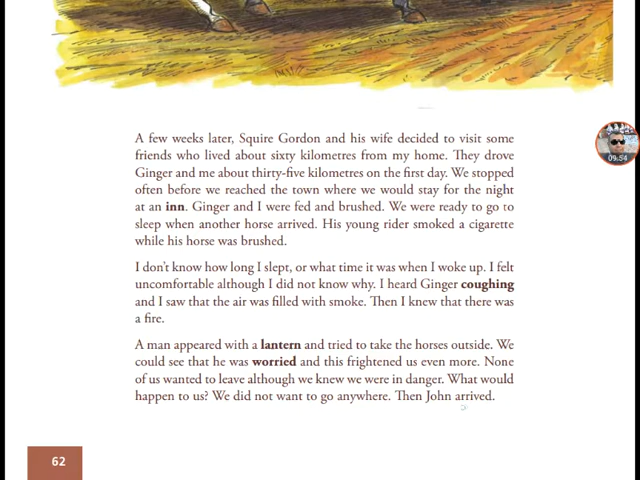 A few weeks later, Squire Gordon and his wife decided to visit some
friends who lived about sixty kilometres from my home. They drove
Ginger and me about thirty-five kilometres on the first day. We stopped
often before we reached the town where we would stay for the night
at an inn. Ginger and I were fed and brushed. We were ready to go to
sleep when another horse arrived. His young rider smoked a cigarette
while his horse was brushed.
I don't know how long I slept, or what time it was when I woke up. I felt
uncomfortable although I did not know why. I heard Ginger coughing
and I saw that the air was filled with smoke. Then I knew that there was
a fire.
A man appeared with a lantern and tried to take the horses outside. We
could see that he was worried and this frightened us even more. None
of us wanted to leave although we knew we were in danger. What would
happen to us? We did not want to go anywhere. Then John arrived.
62
09:54